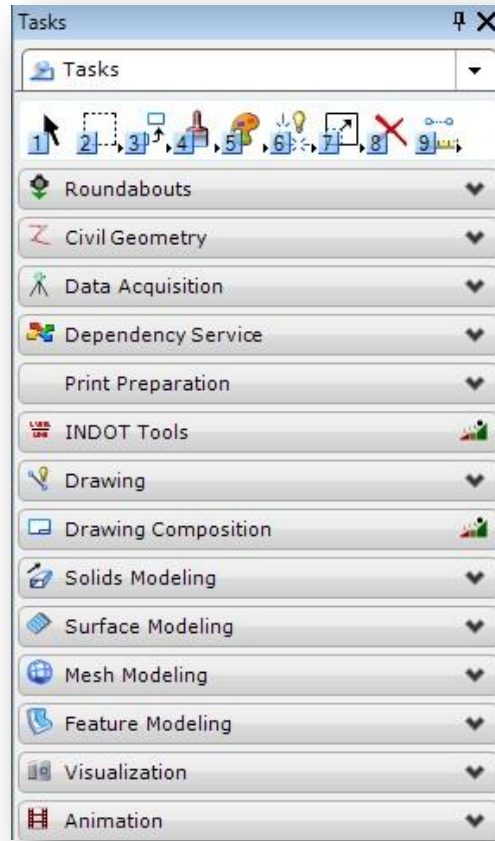 Tasks
Tasks
1 2 3 4 5 6 7 8 9
Roundabouts
Civil Geometry
Data Acquisition
Dependency Service
Print Preparation
INDOT Tools
Drawing
Drawing Composition
Solids Modeling
Surface Modeling
Mesh Modeling
Feature Modeling
Visualization
Animation